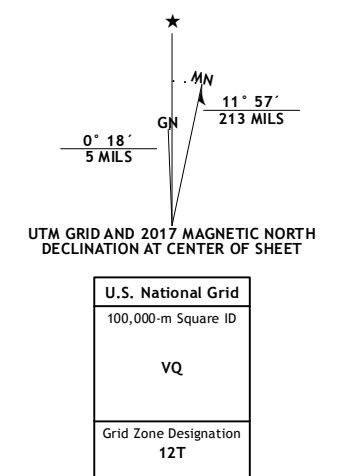 ★
MN
11° 57´
213 MILS
GN
0° 18´
5 MILS
UTM GRID AND 2017 MAGNETIC NORTH
DECLINATION AT CENTER OF SHEET
U.S. National Grid
100,000-m Square ID
VQ
Grid Zone Designation
12T